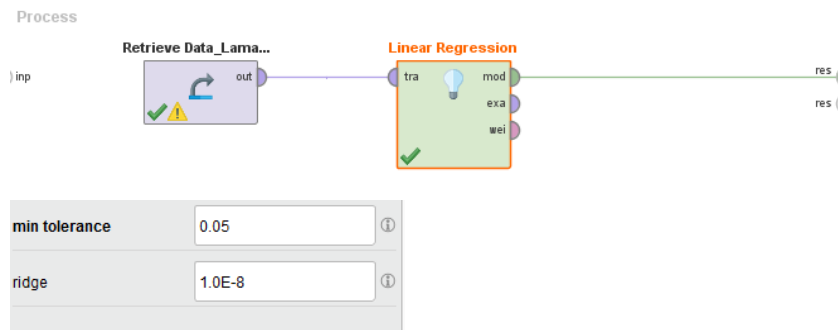 Process
Retrieve Data_Lama...
Linear Regression
inp
out
tra
mod
res
exa
res
wei
min tolerance
0.05
ridge
1.0E-8